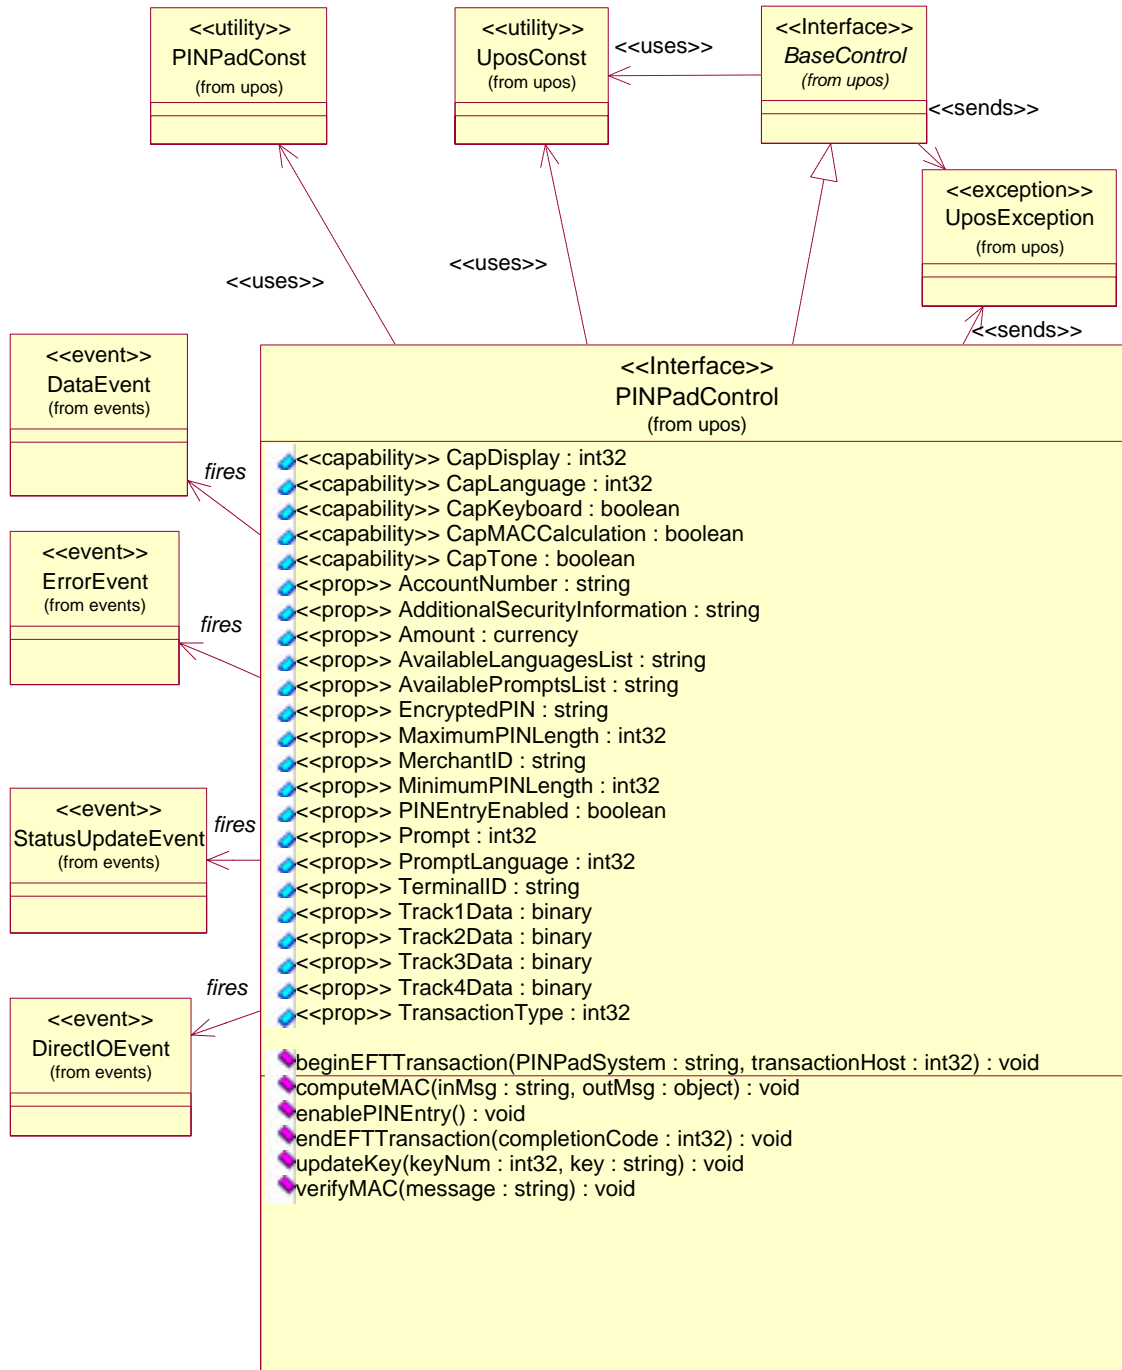 <<utility>>
PINPadConst
(from upos)
<<utility>>
UposConst
(from upos)
<<uses>>
<<Interface>>
BaseControl
(from upos)
<<sends>>
<<exception>>
UposException
(from upos)
<<uses>>
<<uses>>
<<sends>>
<<event>>
DataEvent
(from events)
fires
<<event>>
ErrorEvent
(from events)
fires
<<event>>
StatusUpdateEvent
(from events)
fires
<<event>>
DirectIOEvent
(from events)
fires
<<Interface>>
PINPadControl
(from upos)
<<capability>> CapDisplay : int32
<<capability>> CapLanguage : int32
<<capability>> CapKeyboard : boolean
<<capability>> CapMACCalculation : boolean
<<capability>> CapTone : boolean
<<prop>> AccountNumber : string
<<prop>> AdditionalSecurityInformation : string
<<prop>> Amount : currency
<<prop>> AvailableLanguagesList : string
<<prop>> AvailablePromptsList : string
<<prop>> EncryptedPIN : string
<<prop>> MaximumPINLength : int32
<<prop>> MerchantID : string
<<prop>> MinimumPINLength : int32
<<prop>> PINEntryEnabled : boolean
<<prop>> Prompt : int32
<<prop>> PromptLanguage : int32
<<prop>> TerminalID : string
<<prop>> Track1Data : binary
<<prop>> Track2Data : binary
<<prop>> Track3Data : binary
<<prop>> Track4Data : binary
<<prop>> TransactionType : int32
beginEFTTransaction(PINPadSystem : string, transactionHost : int32) : void
computeMAC(inMsg : string, outMsg : object) : void
enablePINEntry() : void
endEFTTransaction(completionCode : int32) : void
updateKey(keyNum : int32, key : string) : void
verifyMAC(message : string) : void